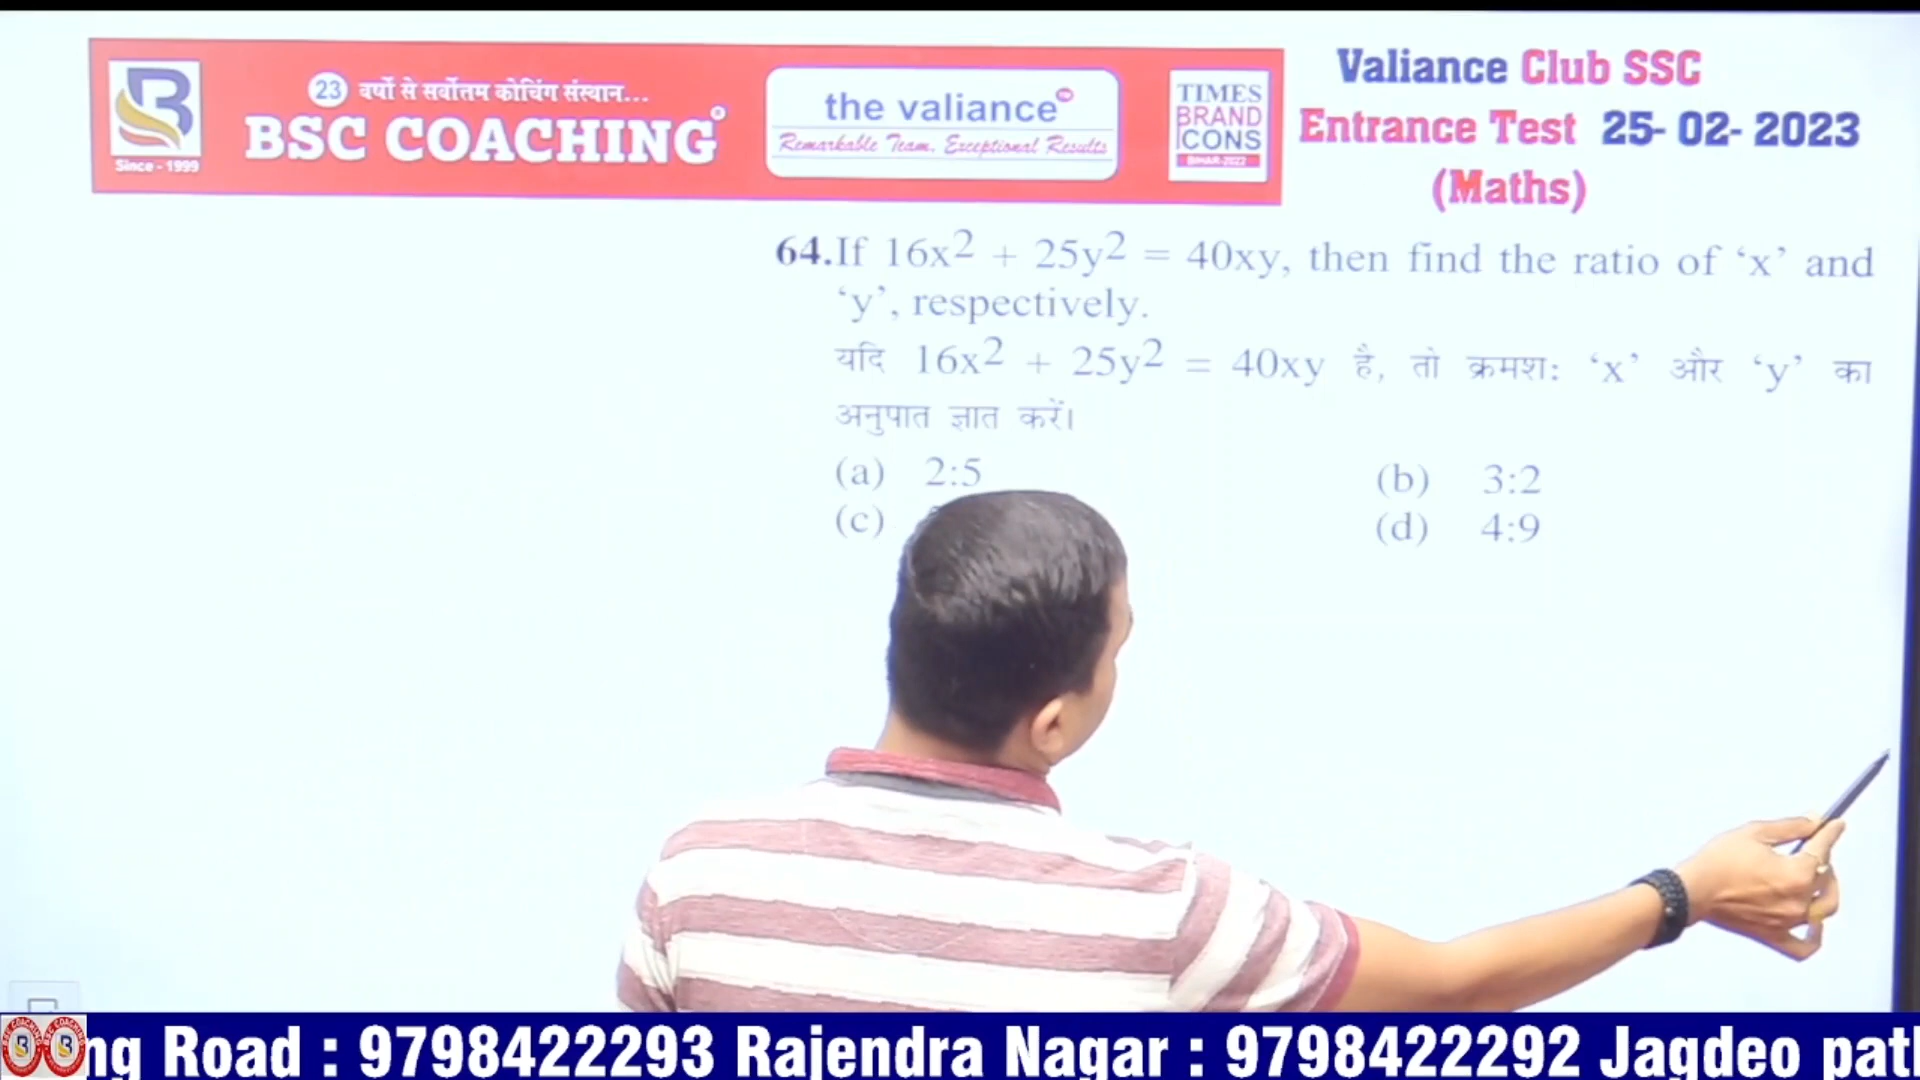 23 वर्षों से सर्वोत्तम कोचिंग संस्थान...
BSC COACHING
Since - 1999
the valiance
Remarkable Team, Exceptional Results
TIMES
BRAND
ICONS
BIHAR-2022
Valiance Club SSC
Entrance Test 25- 02- 2023
(Maths)
64.If 16x² + 25y² = 40xy, then find the ratio of ‘x’ and
‘y’, respectively.
यदि 16x² + 25y² = 40xy है, तो क्रमशः ‘x’ और ‘y’ का
अनुपात ज्ञात करें।
(a) 2:5 (b) 3:2
(c) (d) 4:9
Road : 9798422293 Rajendra Nagar : 9798422292 Jagdeo